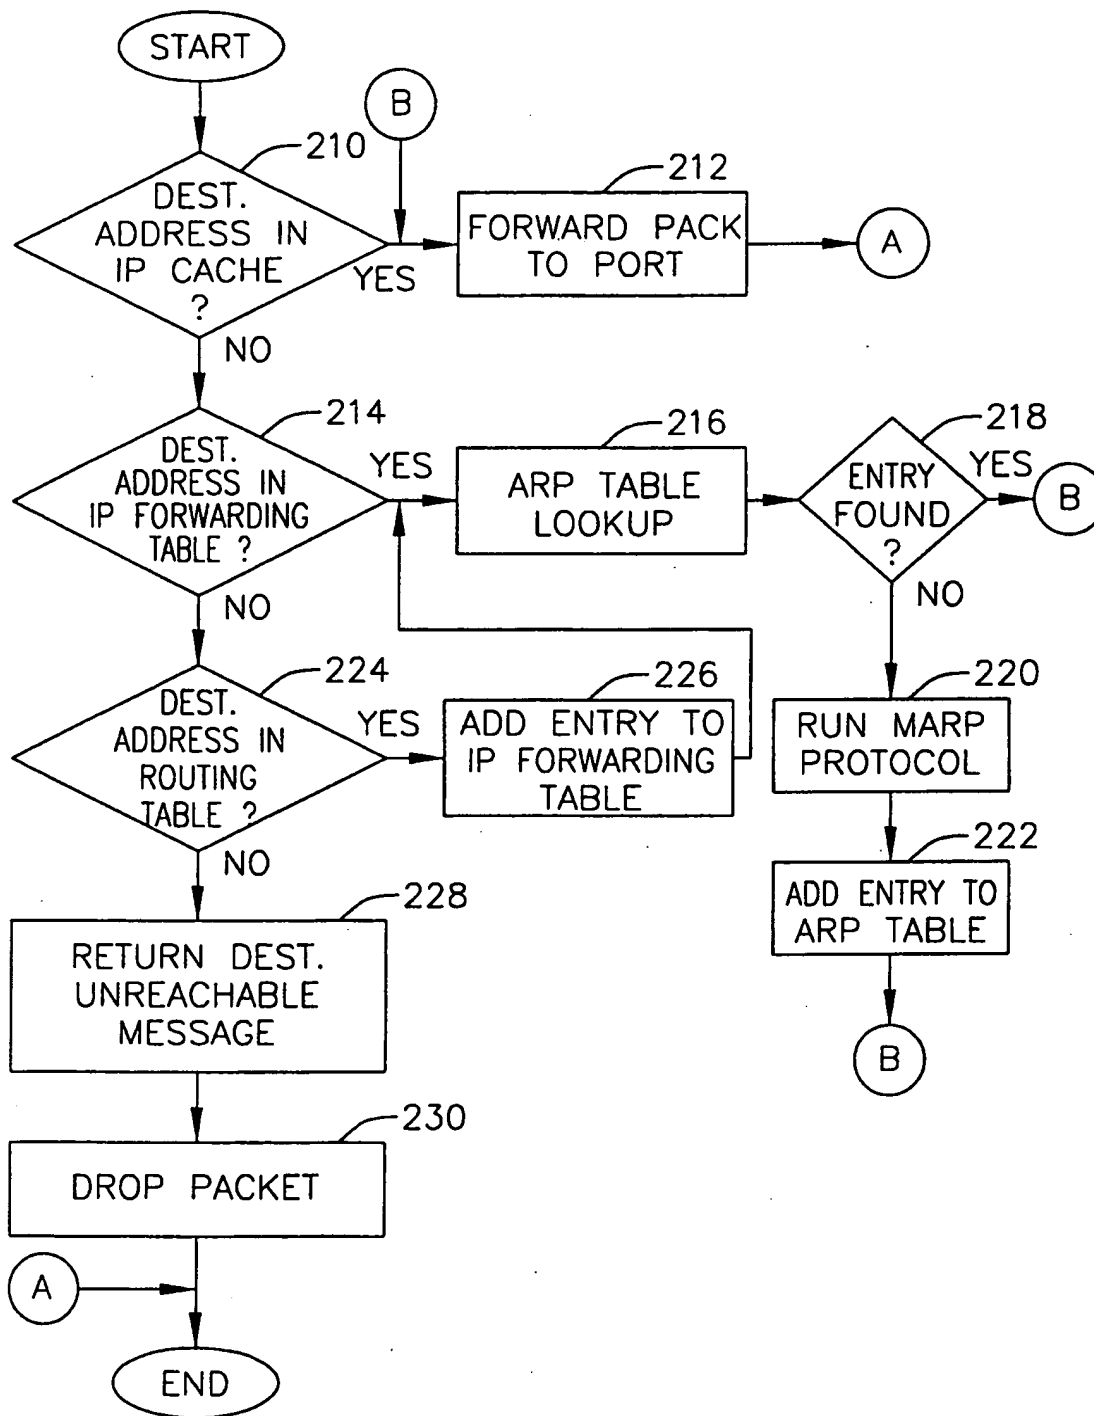 START
B
210
DEST.
ADDRESS IN
IP CACHE
?
YES
NO
212
FORWARD PACK
TO PORT
A
214
DEST.
ADDRESS IN
IP FORWARDING
TABLE ?
YES
NO
216
ARP TABLE
LOOKUP
218
ENTRY
FOUND
?
YES
B
NO
220
RUN MARP
PROTOCOL
222
ADD ENTRY TO
ARP TABLE
B
224
DEST.
ADDRESS IN
ROUTING
TABLE ?
YES
NO
226
ADD ENTRY TO
IP FORWARDING
TABLE
228
RETURN DEST.
UNREACHABLE
MESSAGE
230
DROP PACKET
A
END